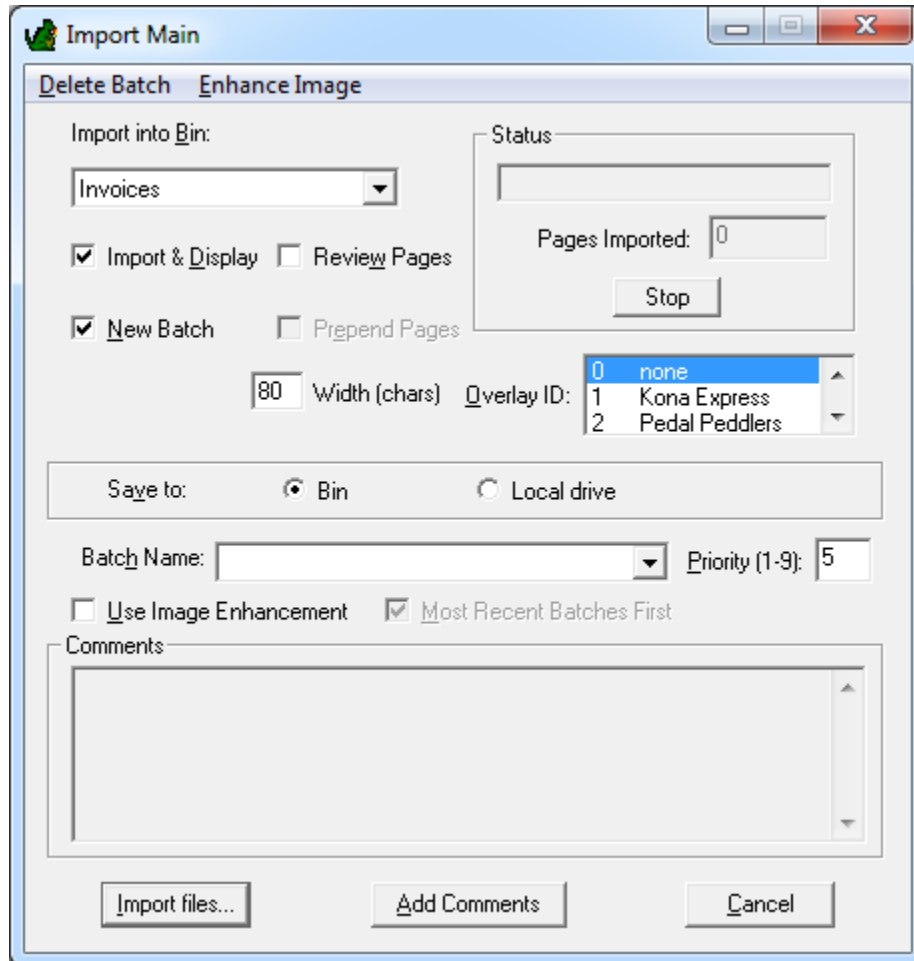 Import Main
Delete Batch Enhance Image
Import into Bin:
Status
Invoices
Pages Imported: 0
Import & Display Review Pages
Stop
New Batch Prepend Pages
80 Width (chars) Overlay ID:
0 none
1 Kona Express
2 Pedal Peddlers
Save to: Bin Local drive
Batch Name: Priority (1-9): 5
Use Image Enhancement Most Recent Batches First
Comments
Import files... Add Comments Cancel